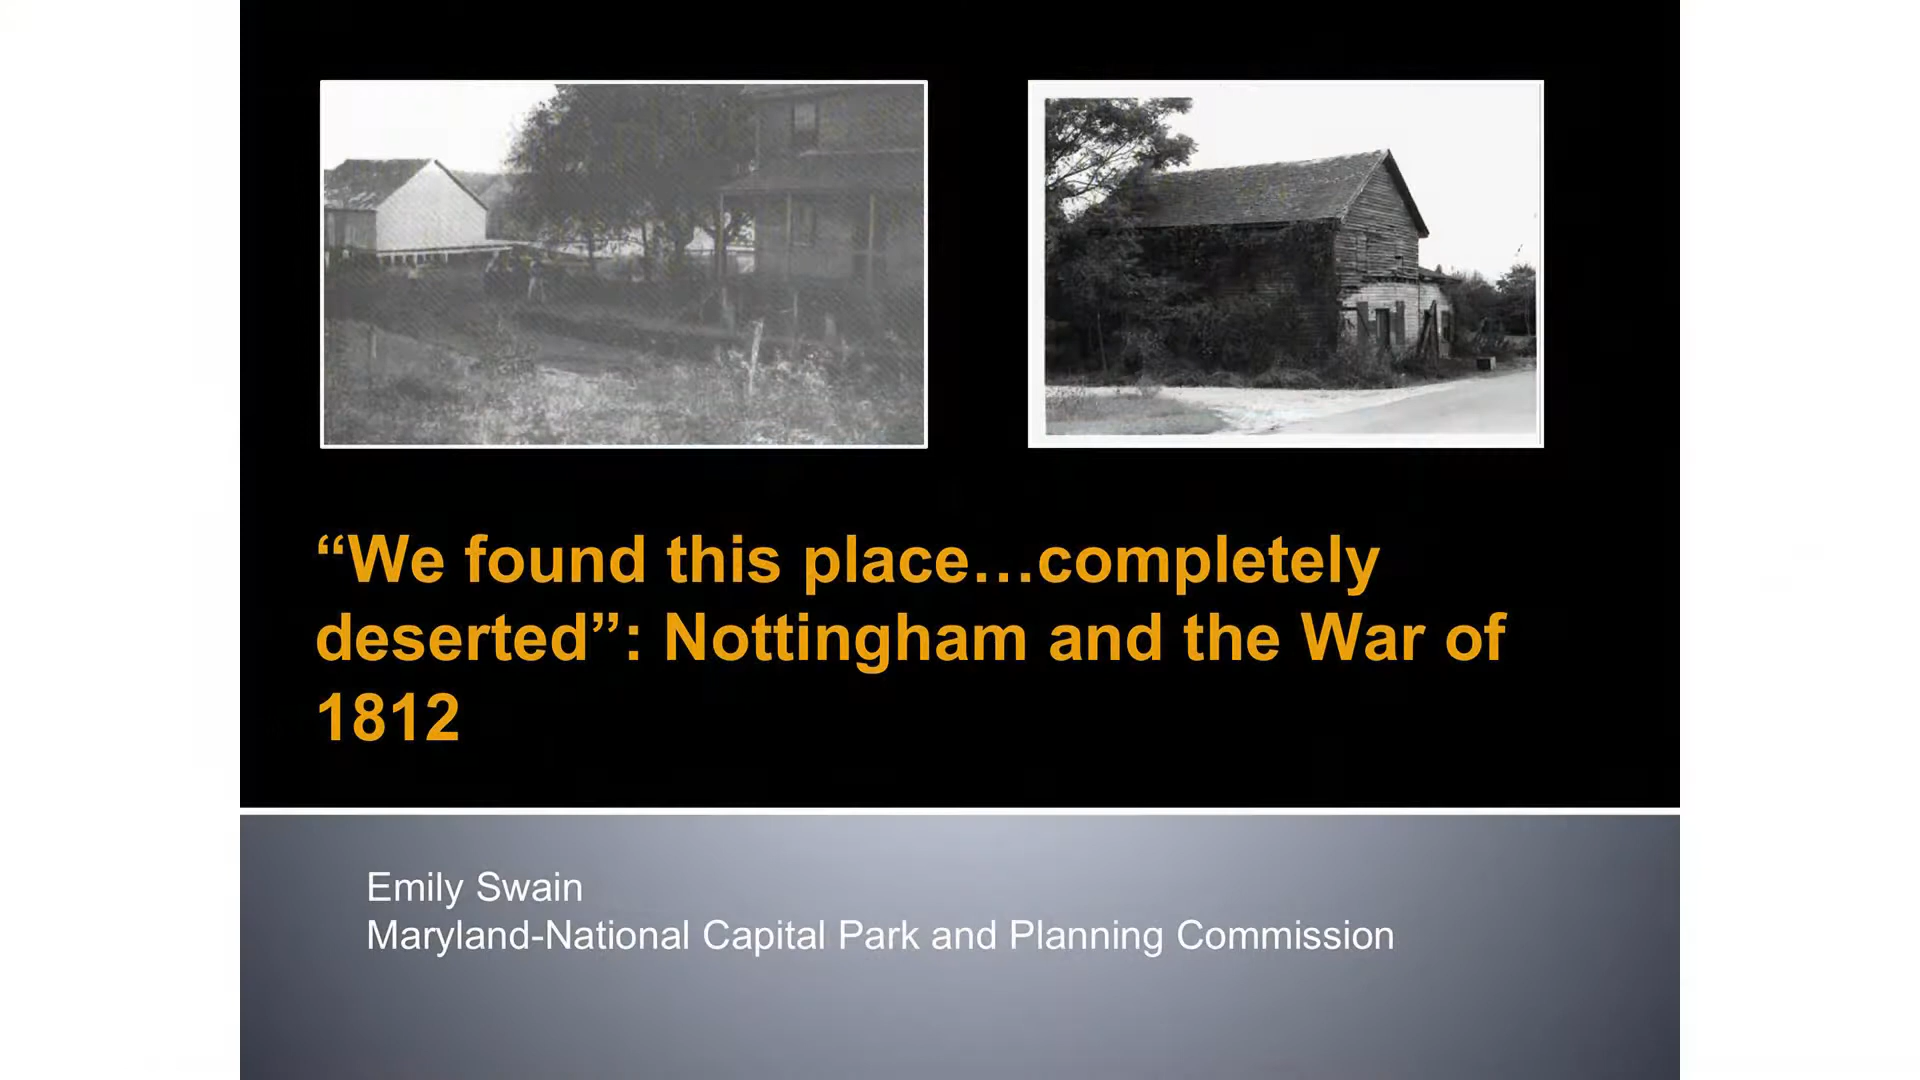 “We found this place…completely
deserted”: Nottingham and the War of
1812
Emily Swain
Maryland-National Capital Park and Planning Commission